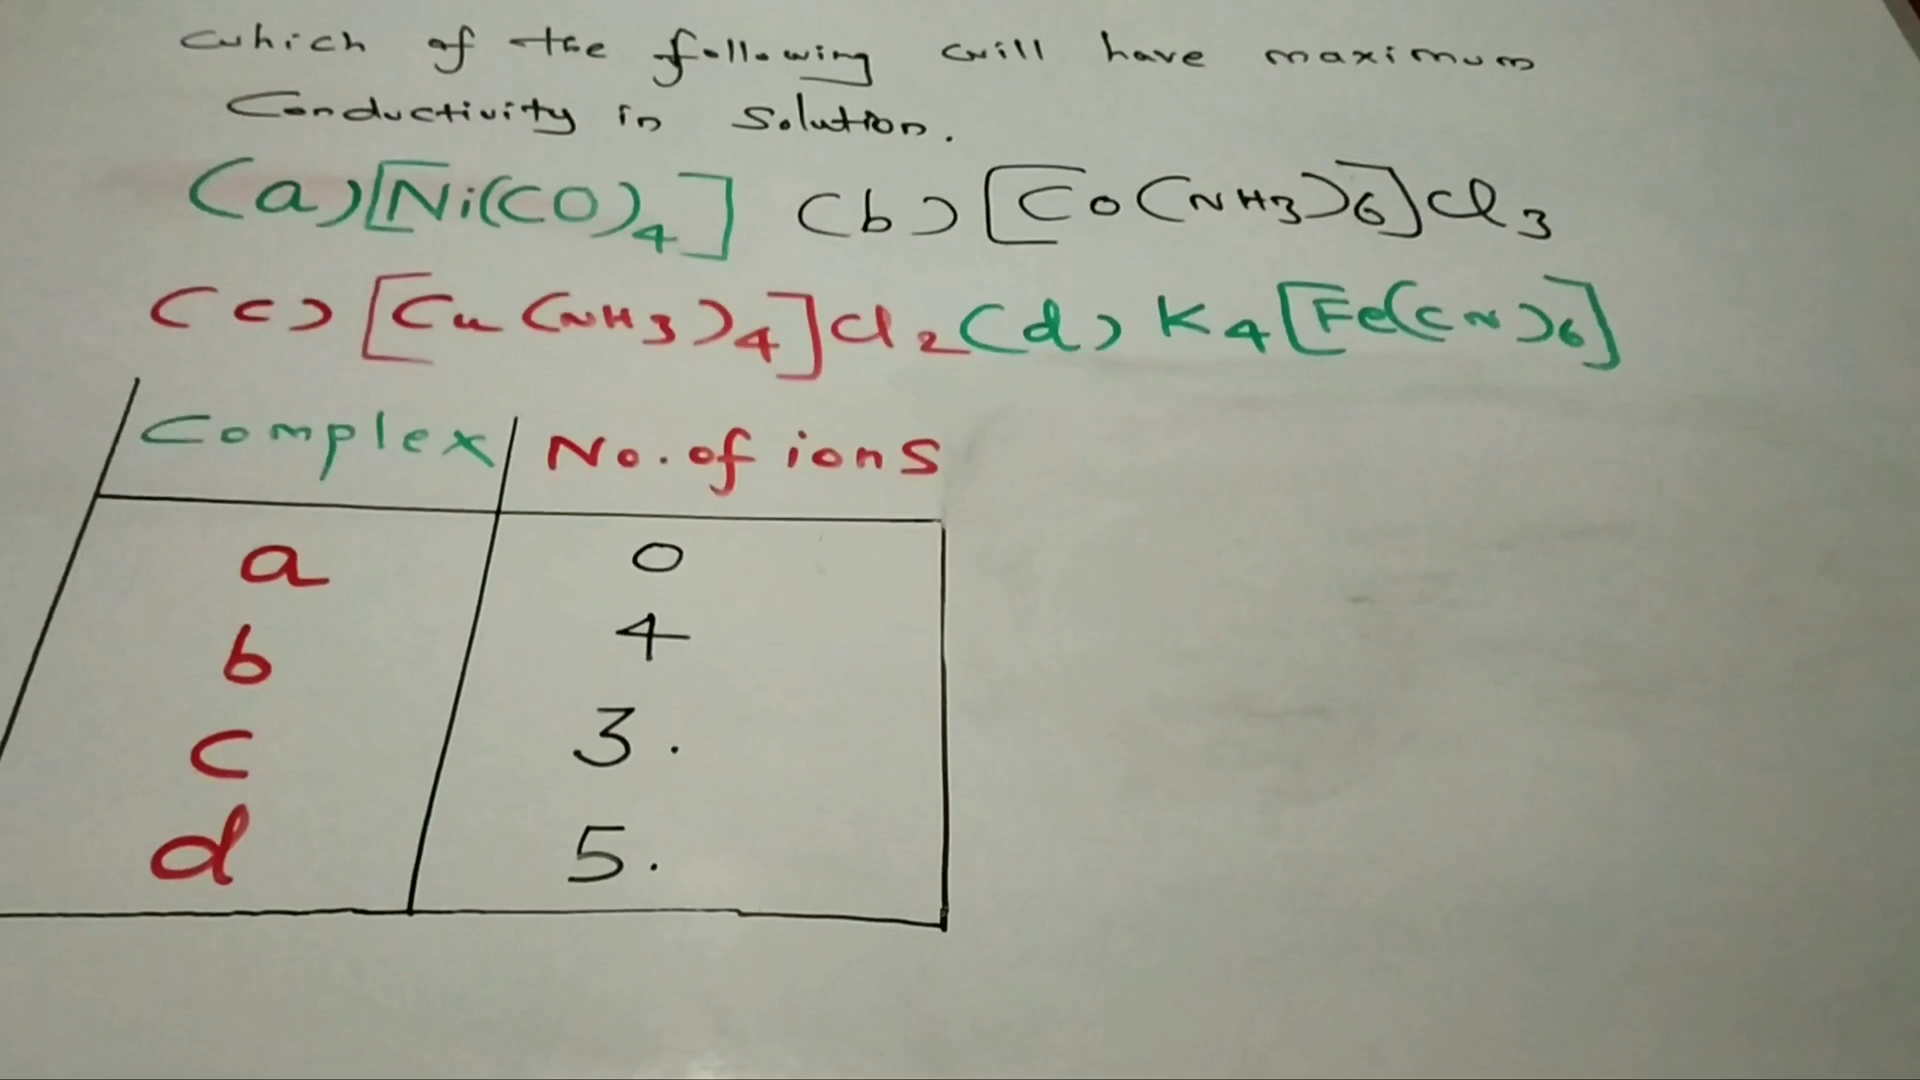 which of the following will have maximum
Conductivity in Solution.
(a) [Ni(CO)4] (b) [Co(NH3)6]Cl3
(c) [Cu(NH3)4]Cl2 (d) K4[Fe(CN)6]
Complex No. of ions
a 0
b 4
c 3.
d 5.